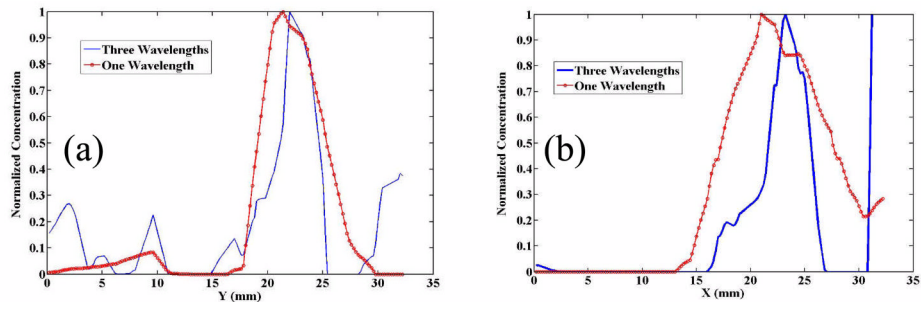 1
0.9
0.8
0.7
0.6
0.5
0.4
0.3
0.2
0.1
0
Normalized Concentration
Three Wavelengths
One Wavelength
(a)
0 5 10 15 20 25 30 35
Y (mm)
1
0.9
0.8
0.7
0.6
0.5
0.4
0.3
0.2
0.1
0
Normalized Concentration
Three Wavelengths
One Wavelength
(b)
0 5 10 15 20 25 30 35
X (mm)